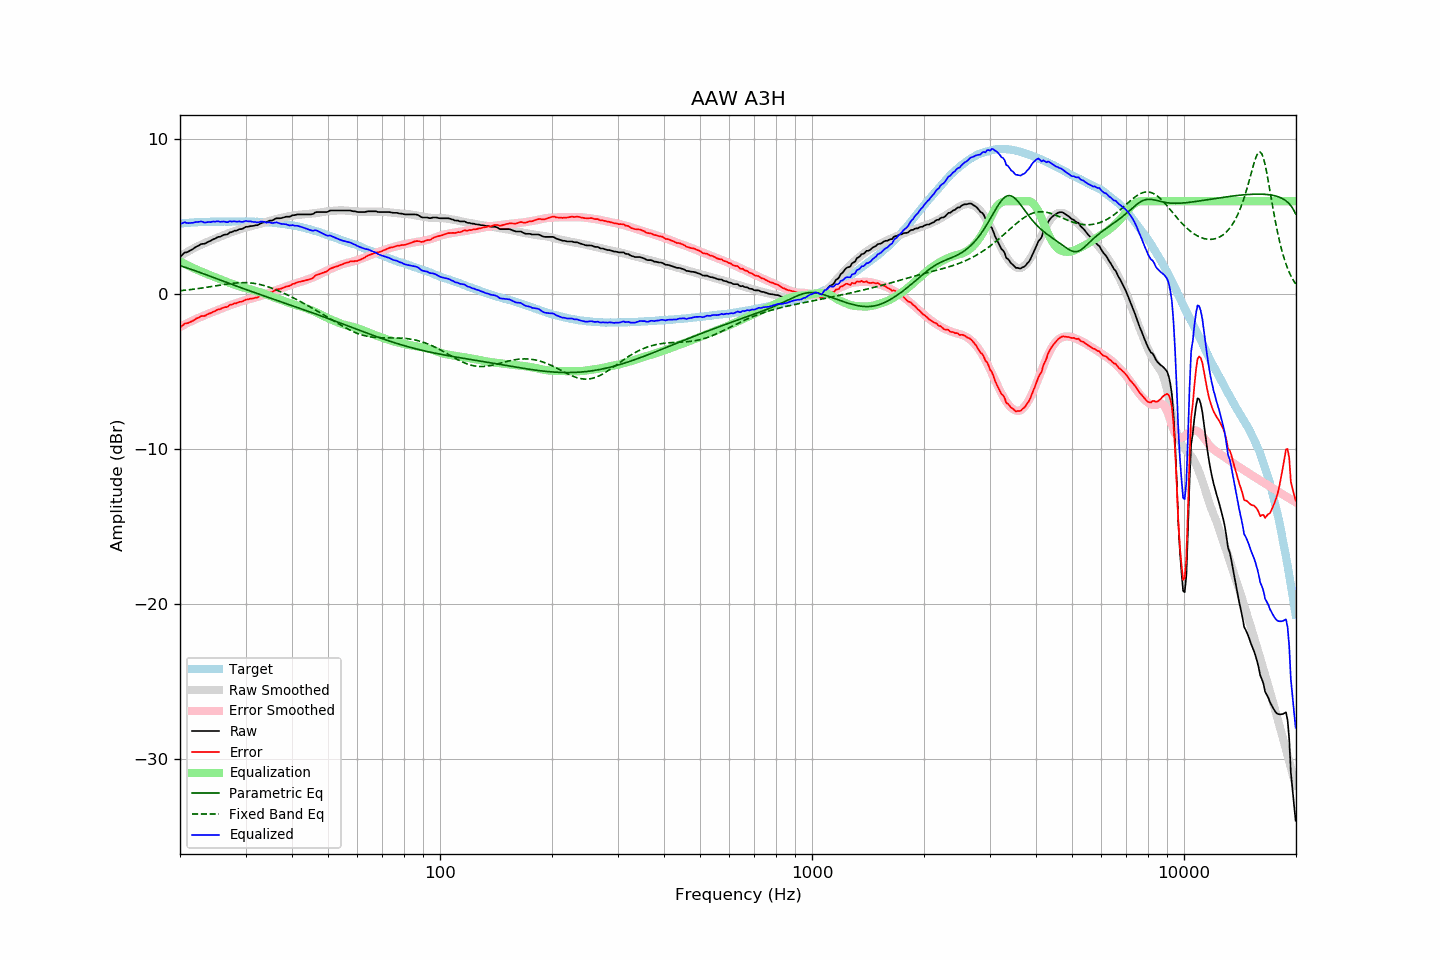 AAW A3H
10
0
−10
−20
−30
Amplitude (dBr)
100
1000
10000
Frequency (Hz)
Target
Raw Smoothed
Error Smoothed
Raw
Error
Equalization
Parametric Eq
Fixed Band Eq
Equalized